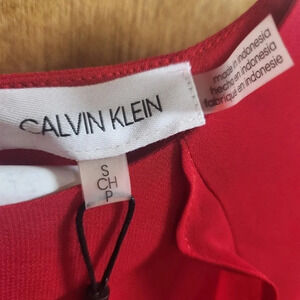 CALVIN KLEIN
S
CH
P
made in indonesia
hecho en indonesia
fabriqué en indonésie